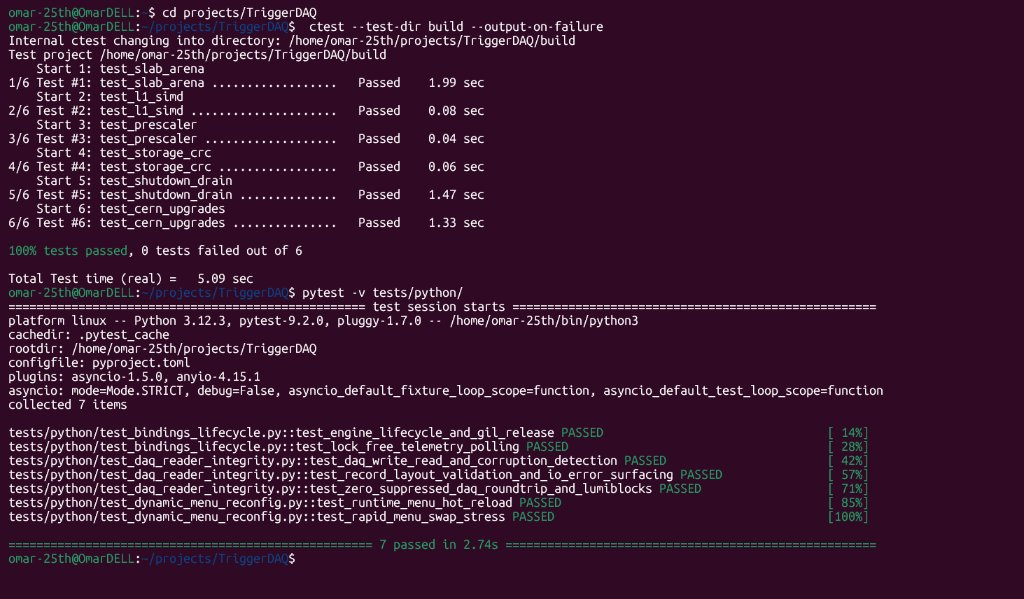 omar-25th@OmarDELL:~$ cd projects/TriggerDAQ
omar-25th@OmarDELL:~/projects/TriggerDAQ$  ctest --test-dir build --output-on-failure
Internal ctest changing into directory: /home/omar-25th/projects/TriggerDAQ/build
Test project /home/omar-25th/projects/TriggerDAQ/build
    Start 1: test_slab_arena
1/6 Test #1: test_slab_arena ..................   Passed    1.99 sec
    Start 2: test_l1_simd
2/6 Test #2: test_l1_simd .....................   Passed    0.08 sec
    Start 3: test_prescaler
3/6 Test #3: test_prescaler ...................   Passed    0.04 sec
    Start 4: test_storage_crc
4/6 Test #4: test_storage_crc .................   Passed    0.06 sec
    Start 5: test_shutdown_drain
5/6 Test #5: test_shutdown_drain ..............   Passed    1.47 sec
    Start 6: test_cern_upgrades
6/6 Test #6: test_cern_upgrades ...............   Passed    1.33 sec

100% tests passed, 0 tests failed out of 6

Total Test time (real) =   5.09 sec
omar-25th@OmarDELL:~/projects/TriggerDAQ$ pytest -v tests/python/
=================================================== test session starts ====================================================
platform linux -- Python 3.12.3, pytest-9.2.0, pluggy-1.7.0 -- /home/omar-25th/bin/python3
cachedir: .pytest_cache
rootdir: /home/omar-25th/projects/TriggerDAQ
configfile: pyproject.toml
plugins: asyncio-1.5.0, anyio-4.15.1
asyncio: mode=Mode.STRICT, debug=False, asyncio_default_fixture_loop_scope=function, asyncio_default_test_loop_scope=function
collected 7 items

tests/python/test_bindings_lifecycle.py::test_engine_lifecycle_and_gil_release PASSED                                [ 14%]
tests/python/test_bindings_lifecycle.py::test_lock_free_telemetry_polling PASSED                                     [ 28%]
tests/python/test_daq_reader_integrity.py::test_daq_write_read_and_corruption_detection PASSED                       [ 42%]
tests/python/test_daq_reader_integrity.py::test_record_layout_validation_and_io_error_surfacing PASSED               [ 57%]
tests/python/test_daq_reader_integrity.py::test_zero_suppressed_daq_roundtrip_and_lumiblocks PASSED                  [ 71%]
tests/python/test_dynamic_menu_reconfig.py::test_runtime_menu_hot_reload PASSED                                      [ 85%]
tests/python/test_dynamic_menu_reconfig.py::test_rapid_menu_swap_stress PASSED                                       [100%]

==================================================== 7 passed in 2.74s =====================================================
omar-25th@OmarDELL:~/projects/TriggerDAQ$